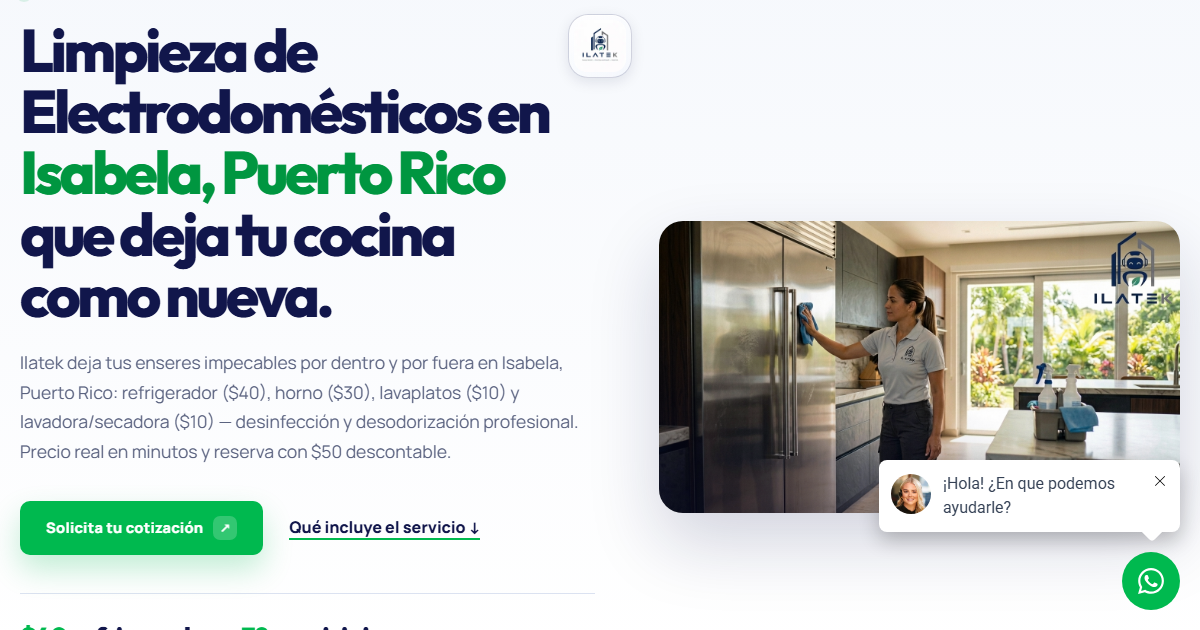 ILATEK
Limpieza de
Electrodomésticos en
Isabela, Puerto Rico
que deja tu cocina
como nueva.
Ilatek deja tus enseres impecables por dentro y por fuera en Isabela,
Puerto Rico: refrigerador ($40), horno ($30), lavaplatos ($10) y
lavadora/secadora ($10) — desinfección y desodorización profesional.
Precio real en minutos y reserva con $50 descontable.
Solicita tu cotización ↗
Qué incluye el servicio ↓
ILATEK
¡Hola! ¿En que podemos
ayudarle?